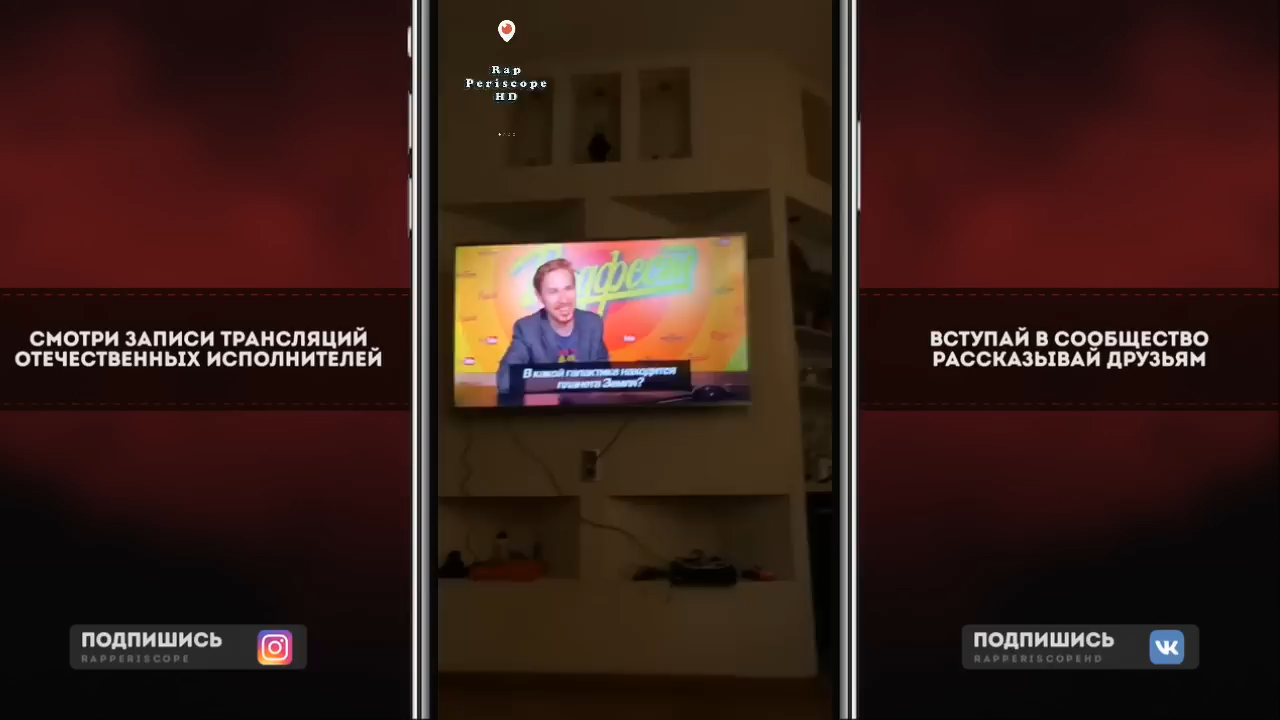 Rap
Periscope
HD
СМОТРИ ЗАПИСИ ТРАНСЛЯЦИЙ
ОТЕЧЕСТВЕННЫХ ИСПОЛНИТЕЛЕЙ
ВСТУПАЙ В СООБЩЕСТВО
РАССКАЗЫВАЙ ДРУЗЬЯМ
В какой галактике находится
планета Земля?
ПОДПИШИСЬ
RAPPERISCOPE
ПОДПИШИСЬ
RAPPERISCOPEHD